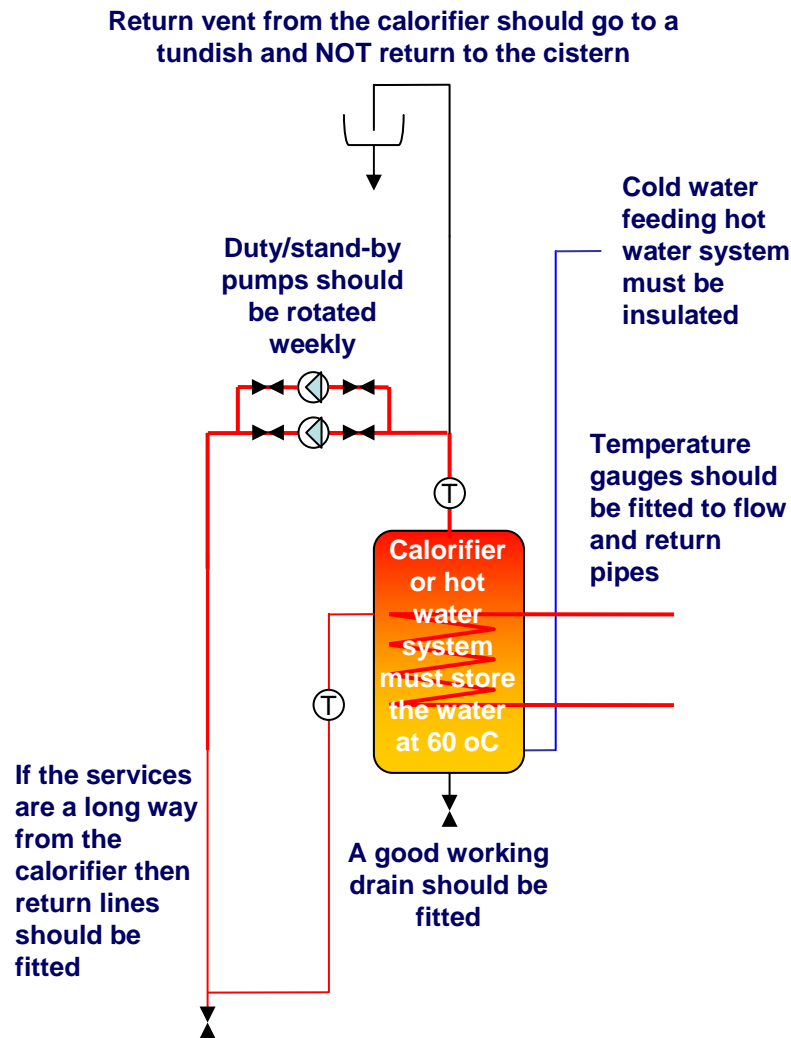 Return vent from the calorifier should go to a
tundish and NOT return to the cistern
Cold water
feeding hot
water system
must be
insulated
Duty/stand-by
pumps should
be rotated
weekly
Temperature
gauges should
be fitted to flow
and return
pipes
T
Calorifier
or hot
water
system
must store
the water
at 60 oC
T
If the services
are a long way
from the
calorifier then
return lines
should be
fitted
A good working
drain should be
fitted